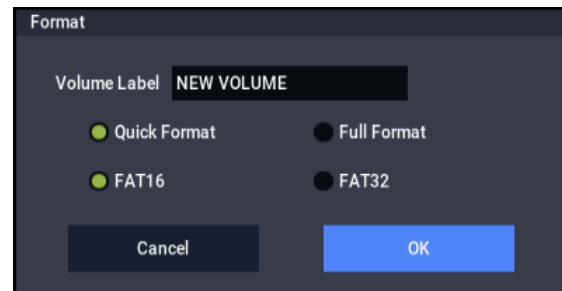 Format
Volume Label NEW VOLUME
Quick Format Full Format
FAT16 FAT32
Cancel OK